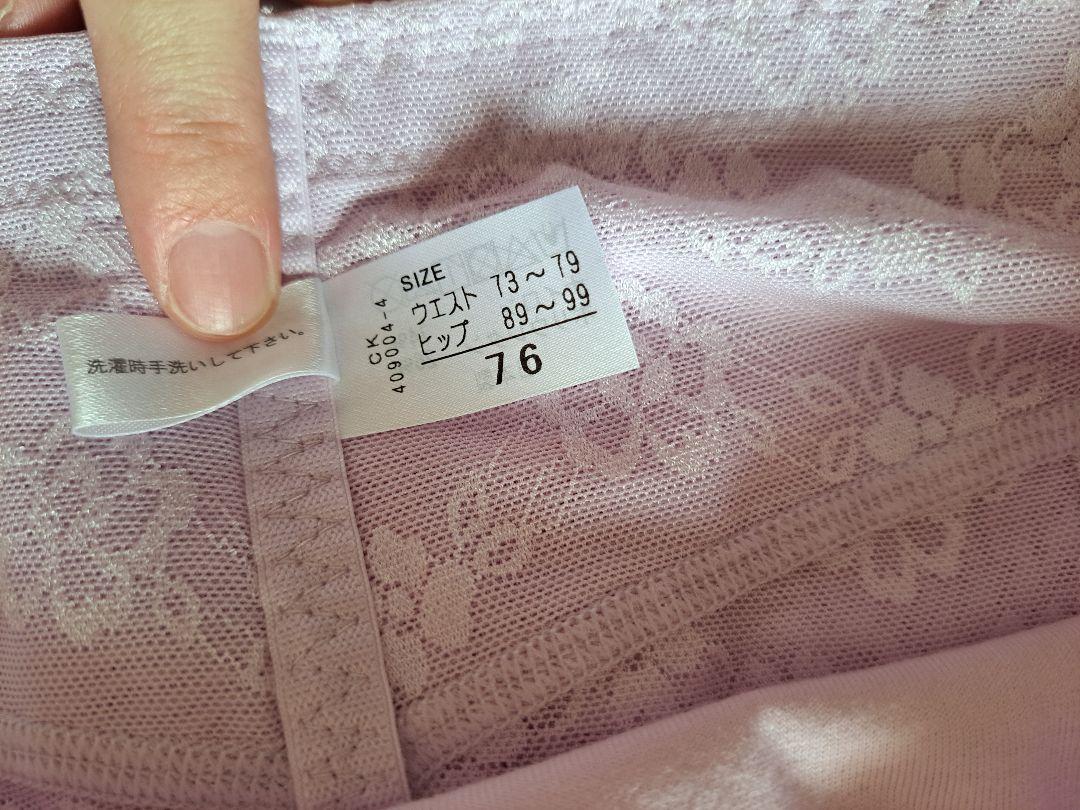 洗濯時手洗いして下さい。
CK
409004-4
SIZE
ウエスト 73~79
ヒップ 89~99
76